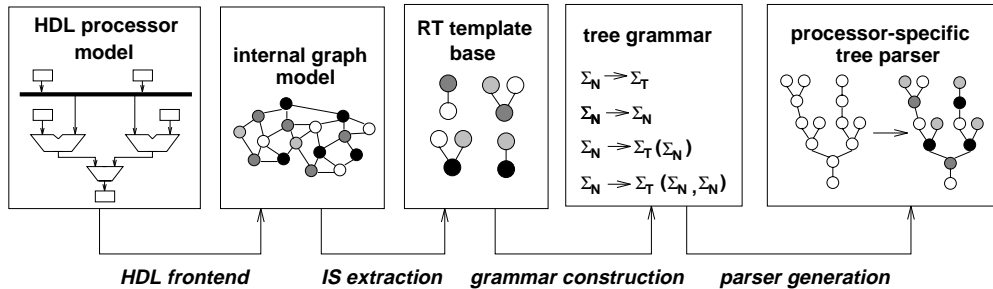 HDL processor
model
internal graph
model
RT template
base
tree grammar
Σ_N → Σ_T
Σ_N → Σ_N
Σ_N → Σ_T (Σ_N)
Σ_N → Σ_T (Σ_N , Σ_N)
processor-specific
tree parser
HDL frontend
IS extraction
grammar construction
parser generation